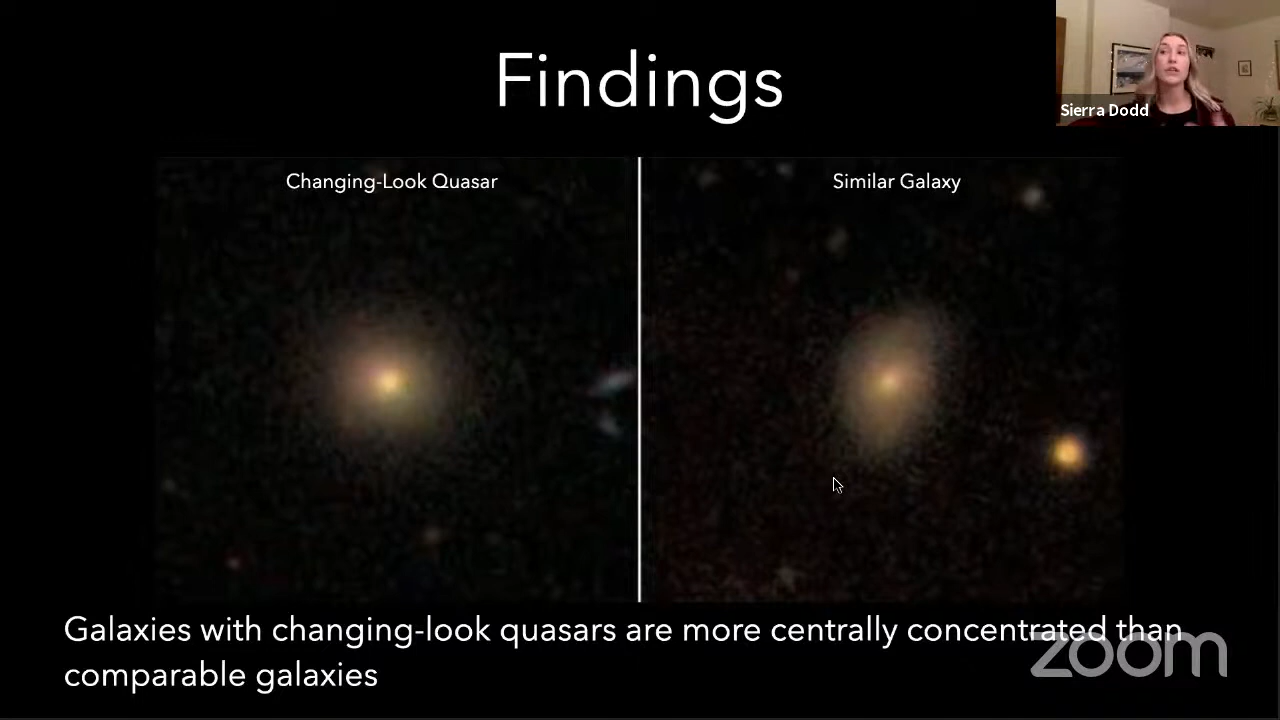 Findings
Sierra Dodd
Changing-Look Quasar
Similar Galaxy
Galaxies with changing-look quasars are more centrally concentrated than
comparable galaxies
zoom